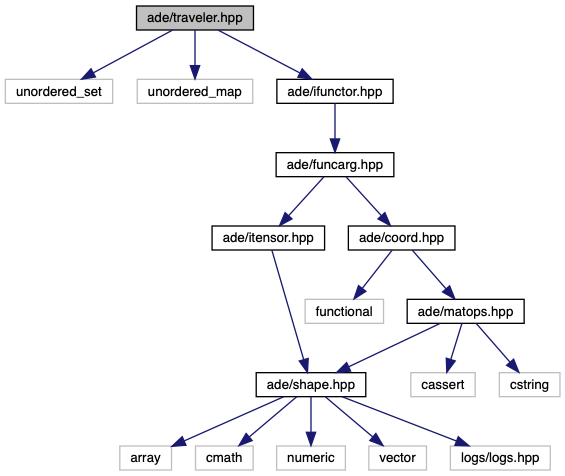 ade/traveler.hpp
unordered_set
unordered_map
ade/ifunctor.hpp
ade/funcarg.hpp
ade/itensor.hpp
ade/coord.hpp
functional
ade/matops.hpp
ade/shape.hpp
cassert
cstring
array
cmath
numeric
vector
logs/logs.hpp